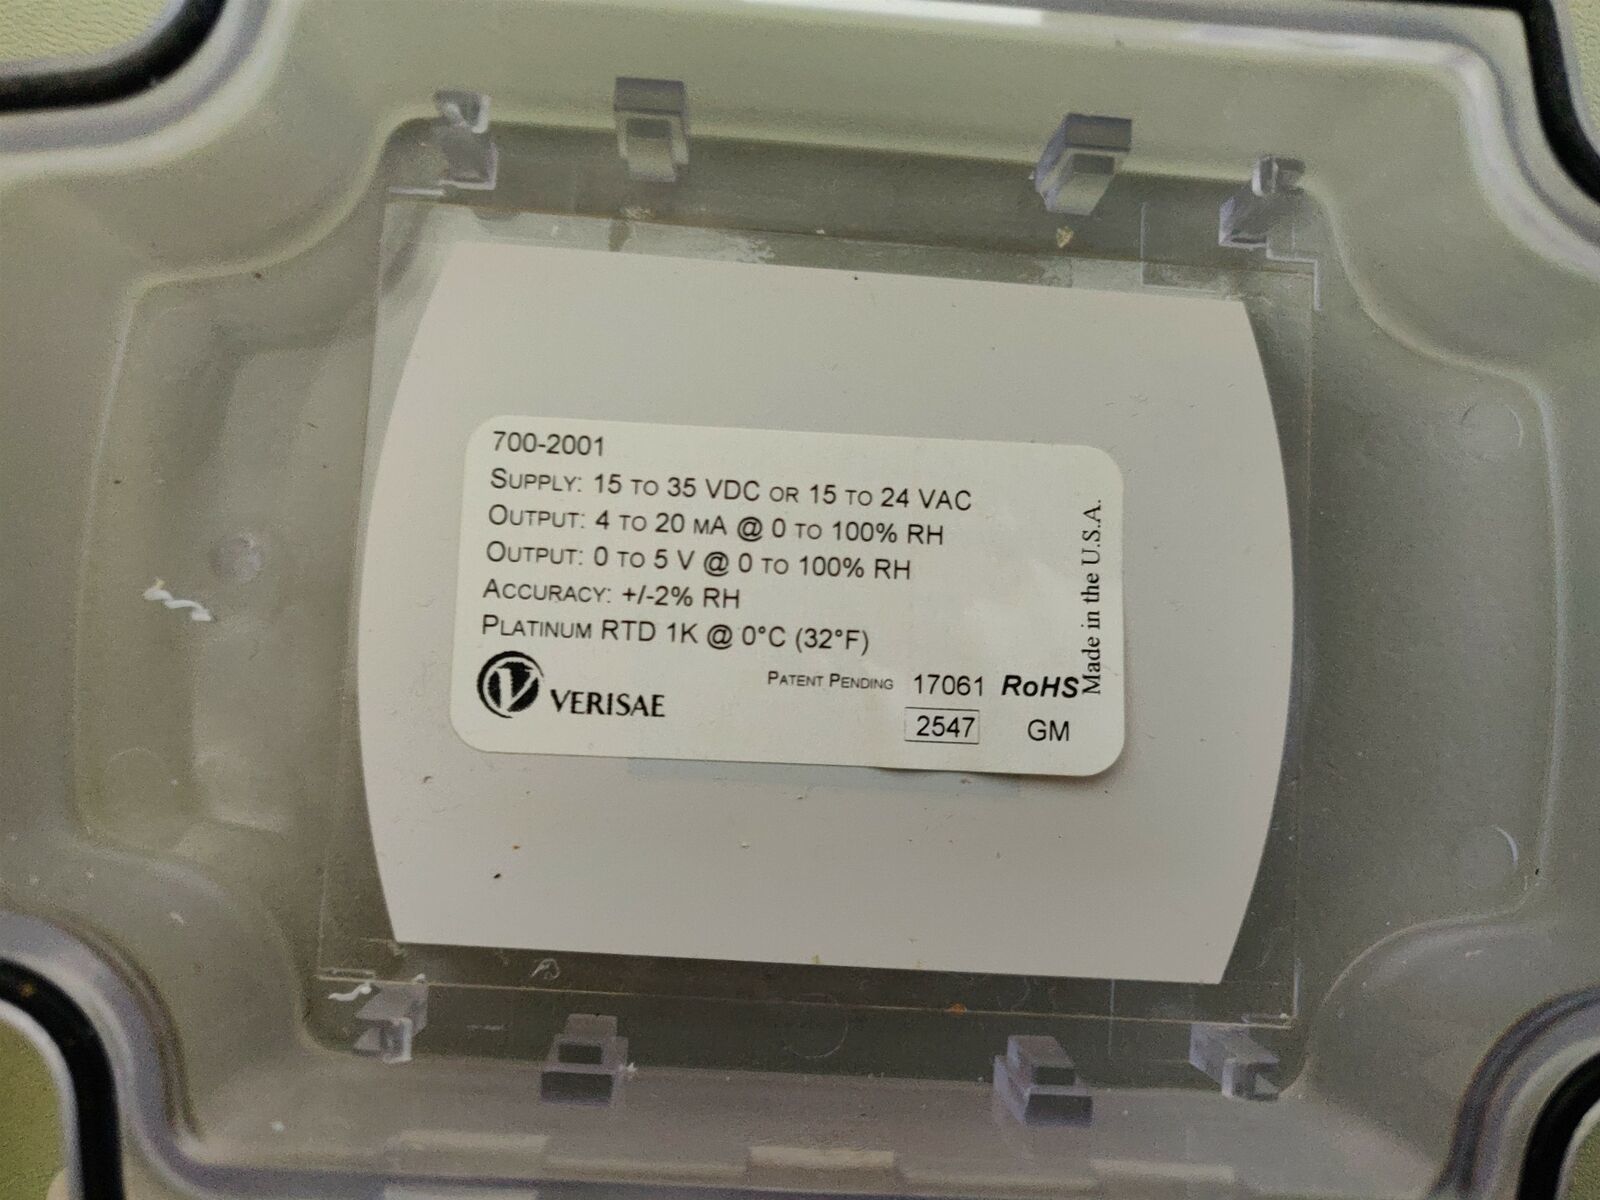 700-2001
SUPPLY: 15 TO 35 VDC OR 15 TO 24 VAC
OUTPUT: 4 TO 20 MA @ 0 TO 100% RH
OUTPUT: 0 TO 5 V @ 0 TO 100% RH
ACCURACY: +/-2% RH
PLATINUM RTD 1K @ 0°C (32°F)
VERISAE
PATENT PENDING 17061 RoHS
2547 GM
Made in the U.S.A.